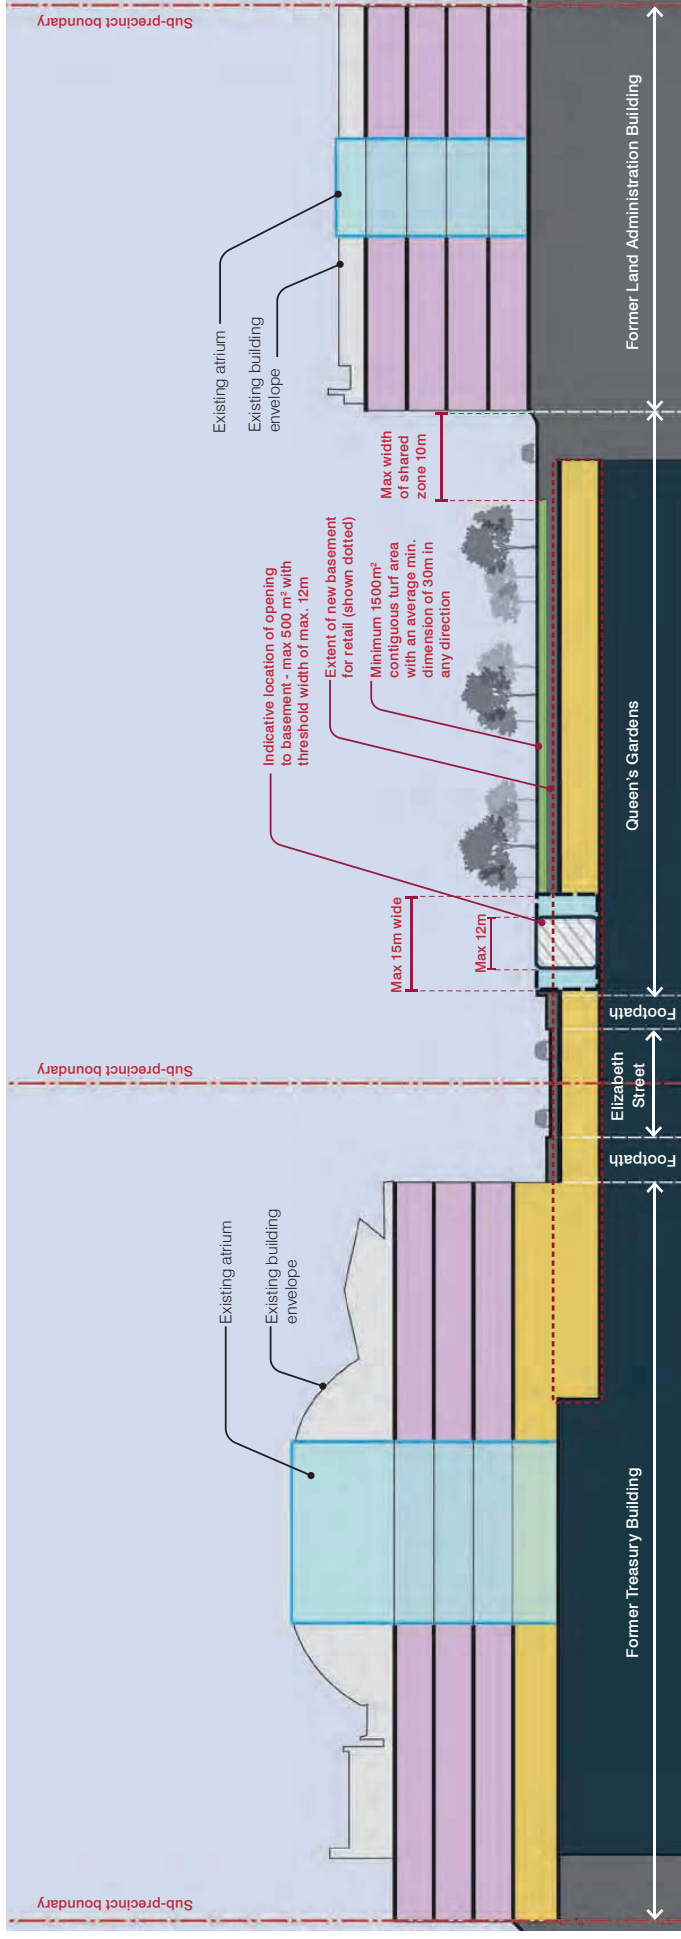 Sub-precinct boundary
Sub-precinct boundary
Sub-precinct boundary
Existing atrium
Existing building
envelope
Existing atrium
Existing building
envelope
Indicative location of opening
to basement - max 500 m² with
threshold width of max. 12m
Extent of new basement
for retail (shown dotted)
Minimum 1500m²
contiguous turf area
with an average min.
dimension of 30m in
any direction
Max width
of shared
zone 10m
Max 15m wide
Max 12m
Former Treasury Building
Footpath
Elizabeth
Street
Footpath
Queen's Gardens
Former Land Administration Building